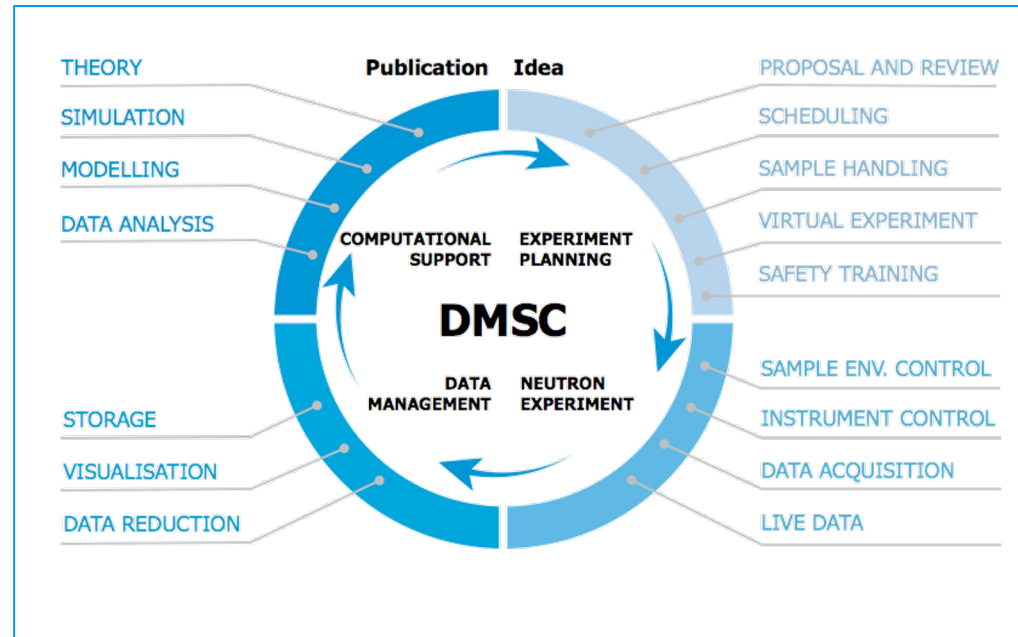 THEORY
SIMULATION
MODELLING
DATA ANALYSIS
STORAGE
VISUALISATION
DATA REDUCTION
Publication Idea
COMPUTATIONAL
SUPPORT
EXPERIMENT
PLANNING
DMSC
DATA
MANAGEMENT
NEUTRON
EXPERIMENT
PROPOSAL AND REVIEW
SCHEDULING
SAMPLE HANDLING
VIRTUAL EXPERIMENT
SAFETY TRAINING
SAMPLE ENV. CONTROL
INSTRUMENT CONTROL
DATA ACQUISITION
LIVE DATA